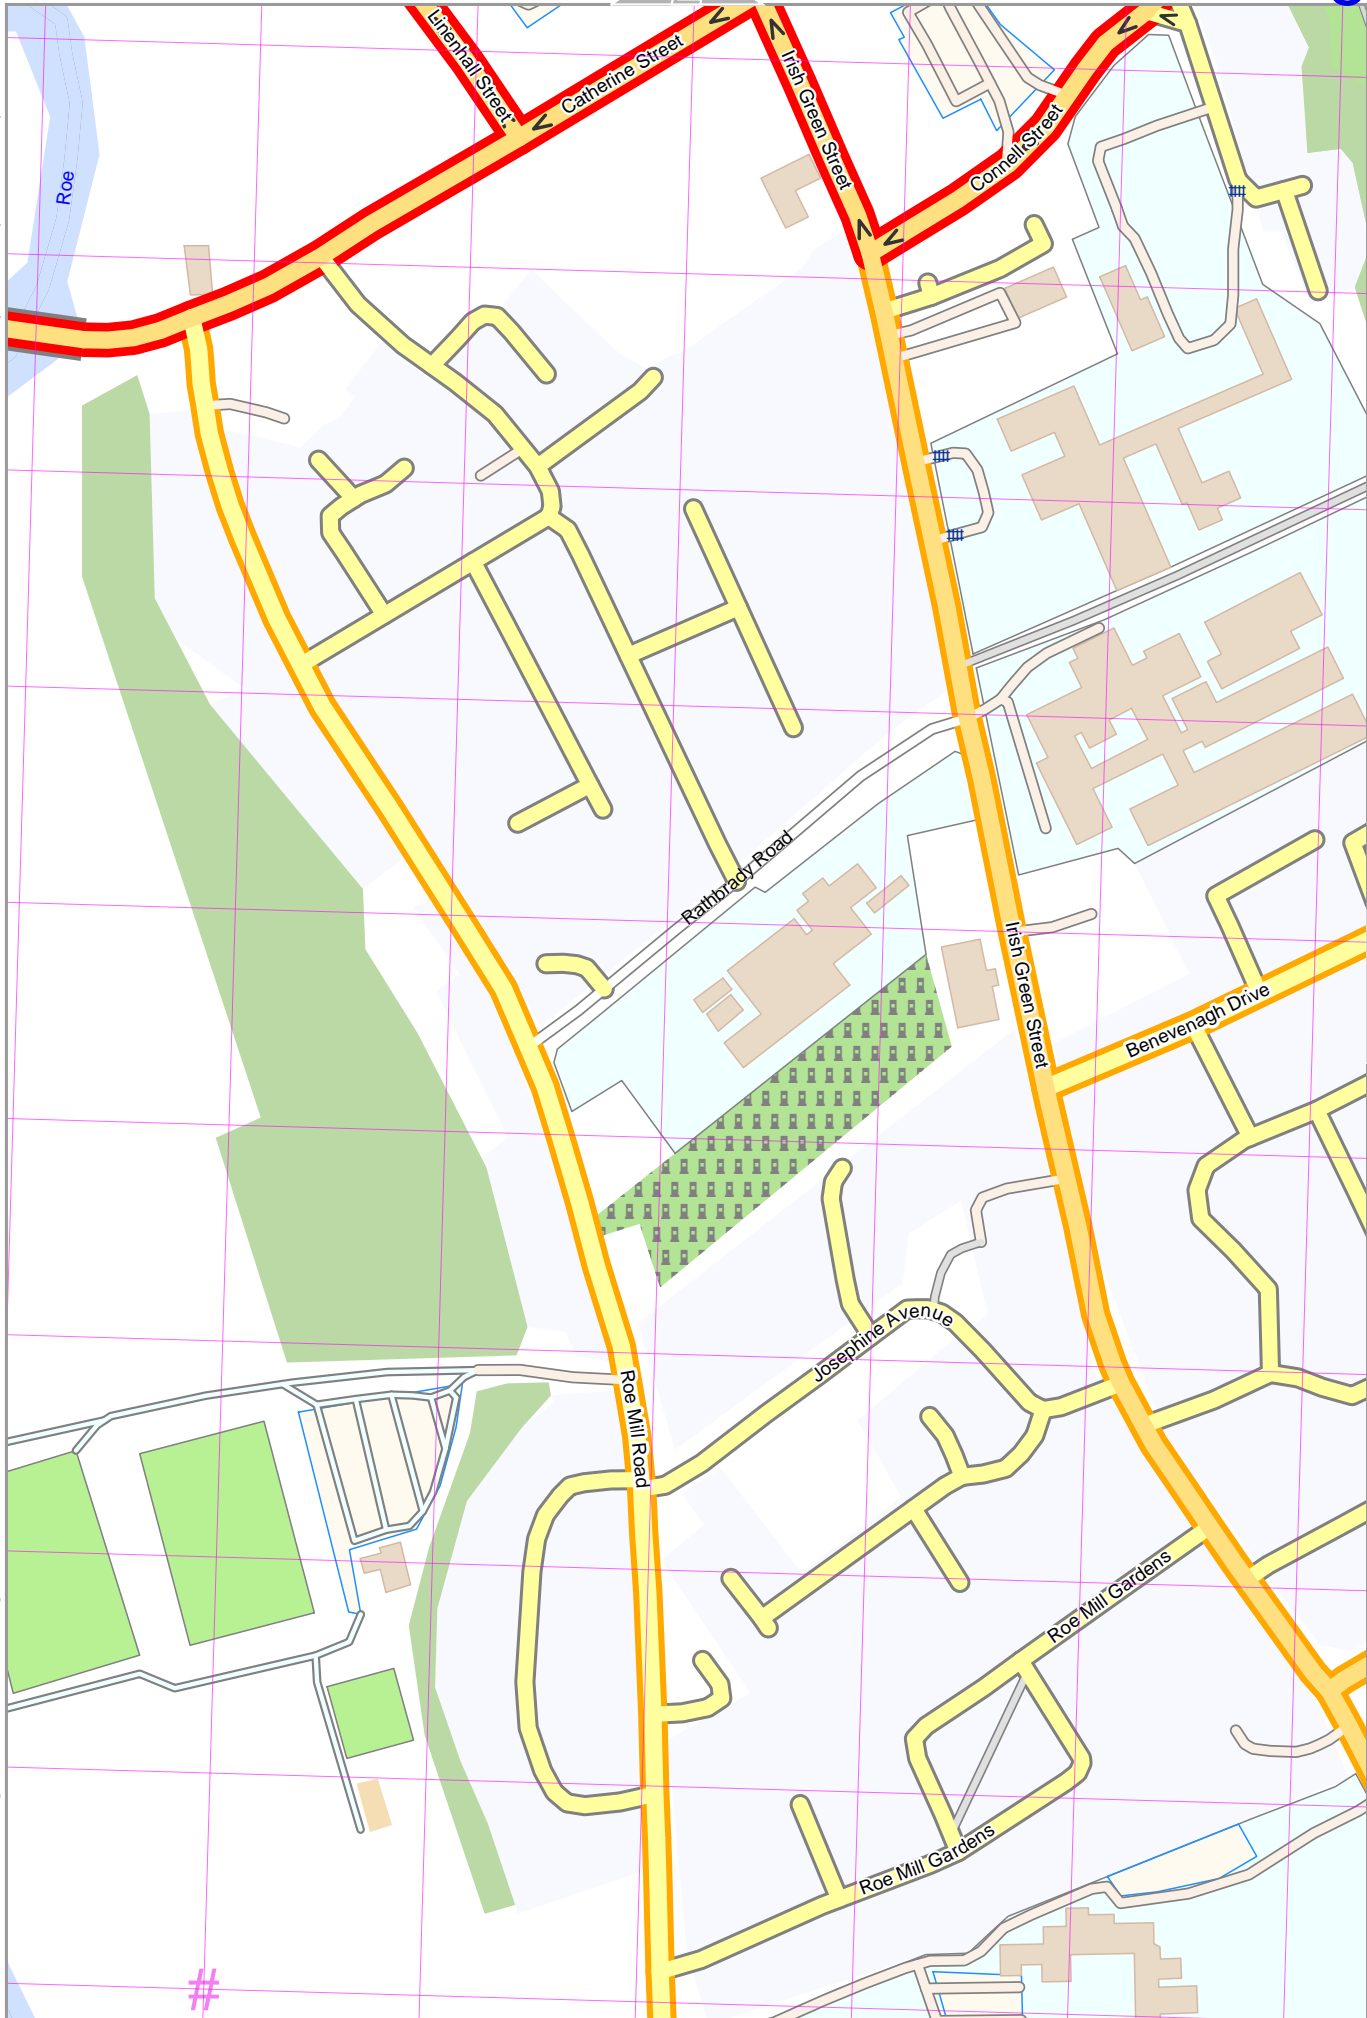 Linenhall Street
Catherine Street
Irish Green Street
Connell Street
Roe
Rathbrady Road
Irish Green Street
Benevenagh Drive
Josephine Avenue
Roe Mill Road
Roe Mill Gardens
Roe Mill Gardens
#